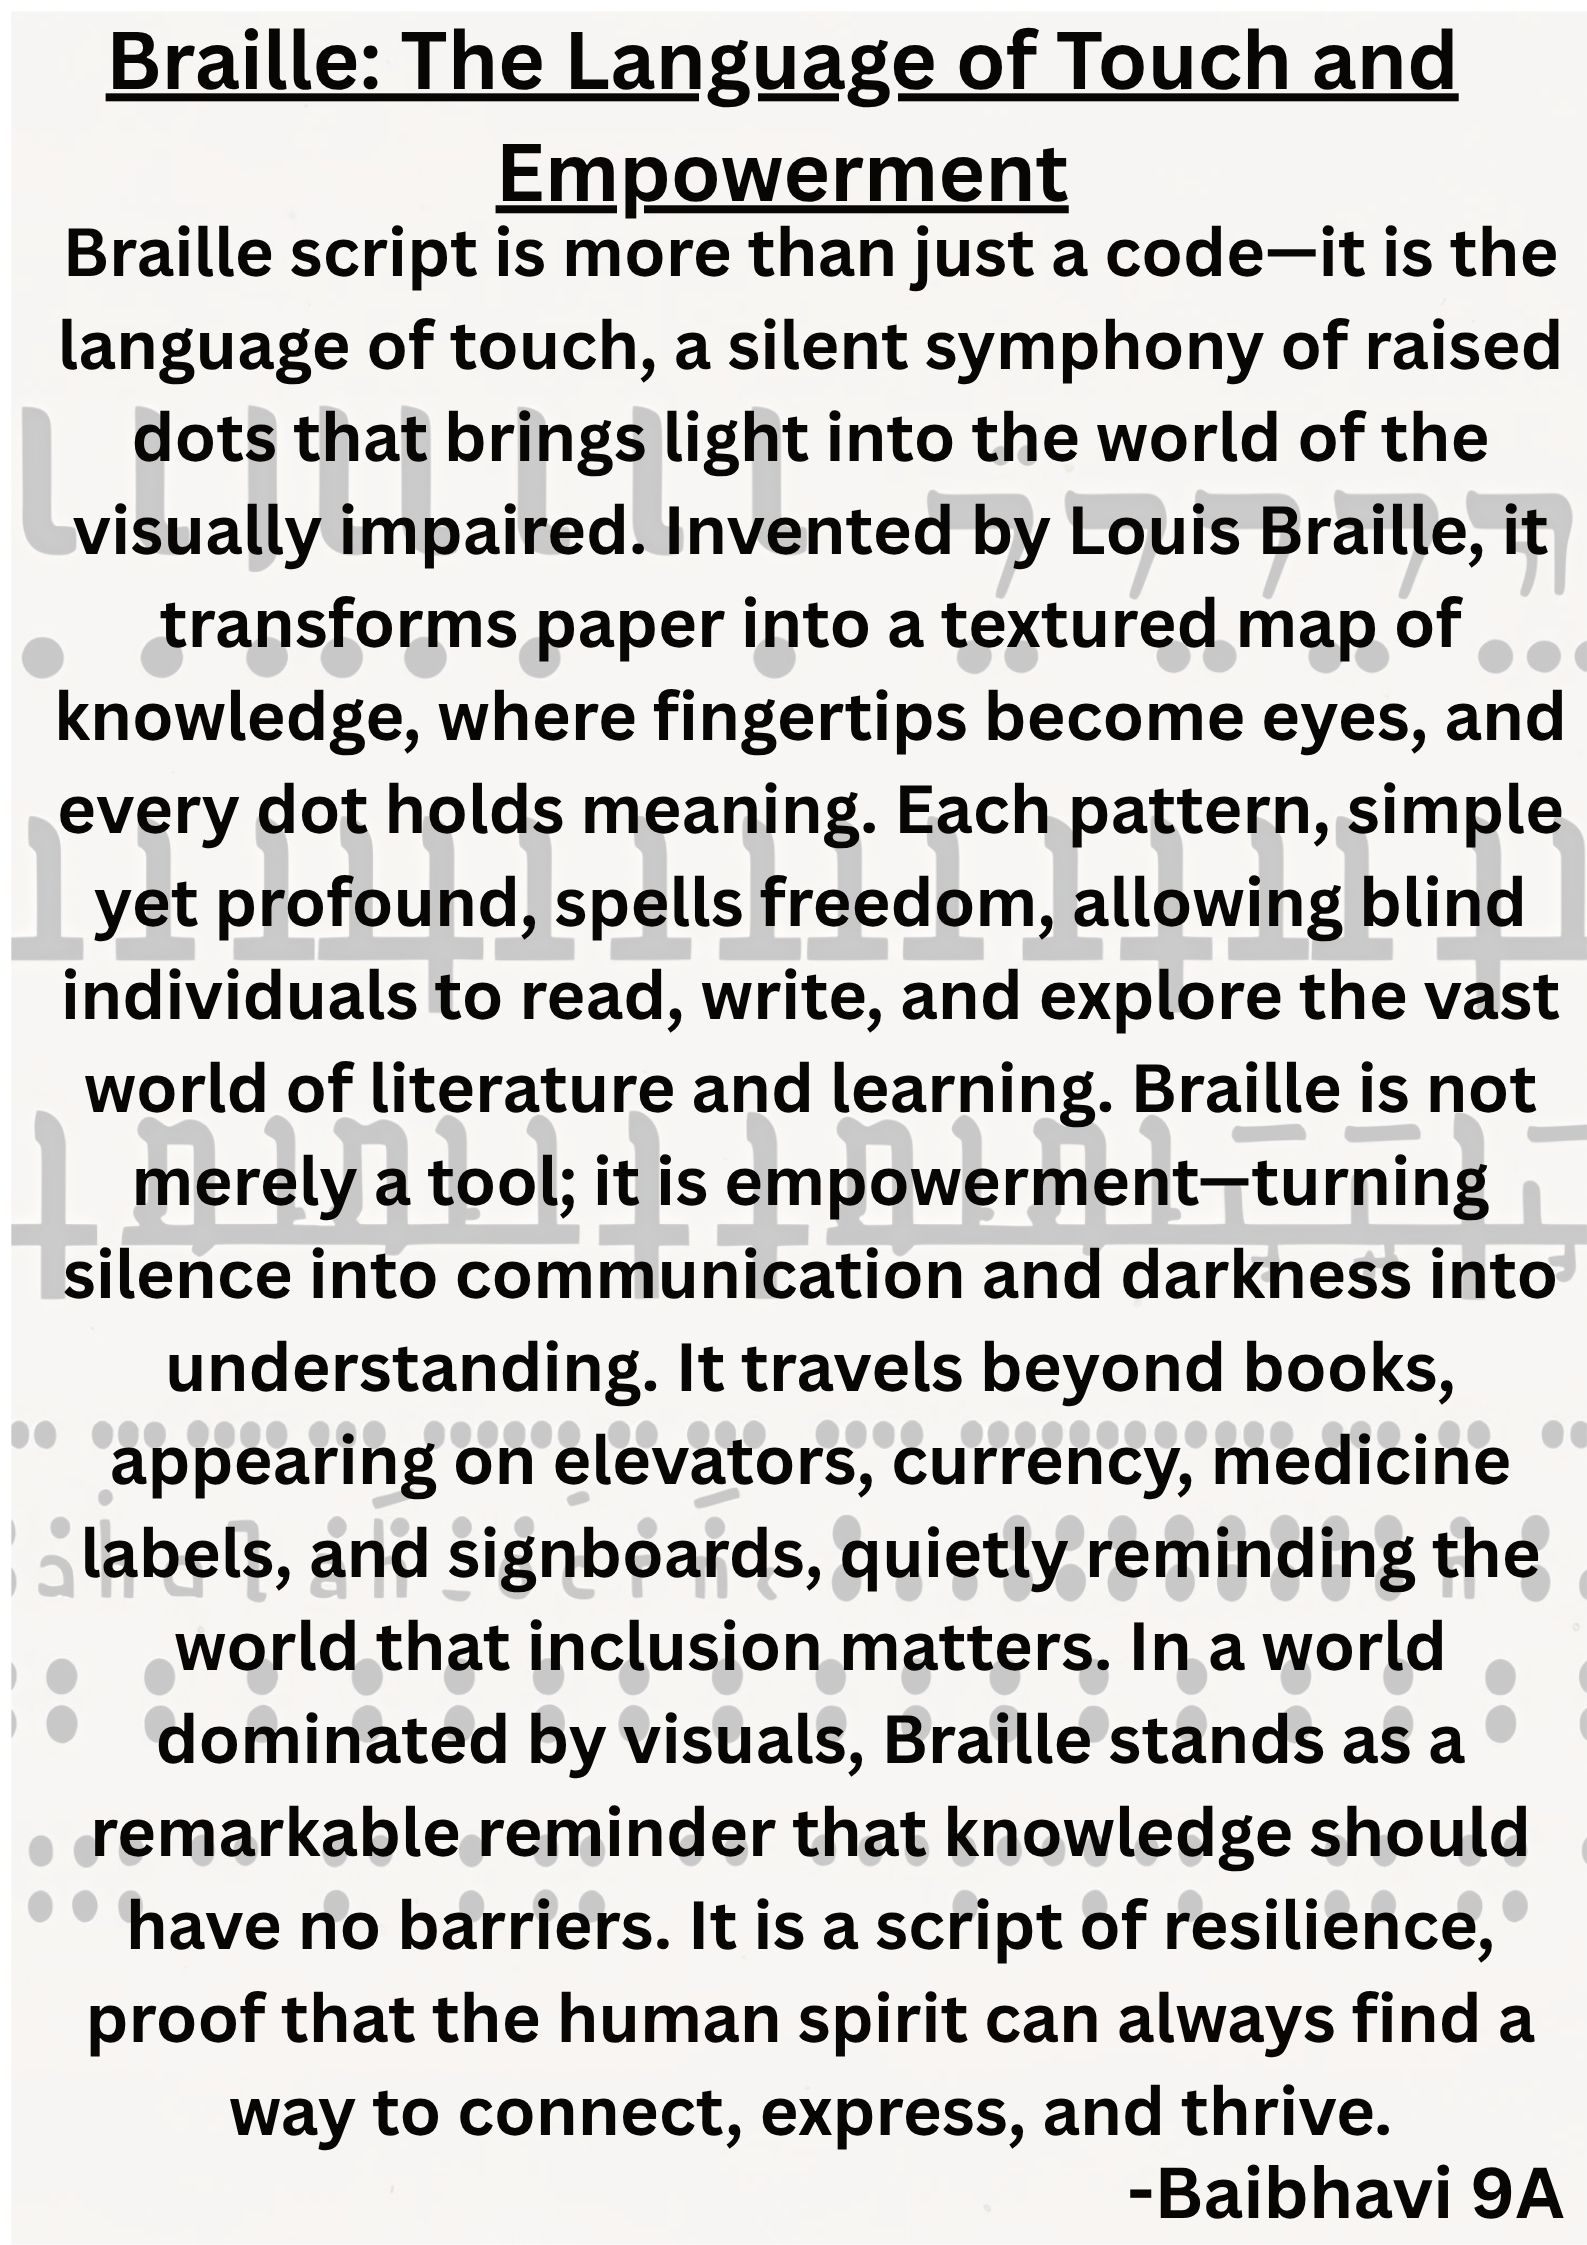 Braille: The Language of Touch and
Empowerment
Braille script is more than just a code—it is the
language of touch, a silent symphony of raised
dots that brings light into the world of the
visually impaired. Invented by Louis Braille, it
transforms paper into a textured map of
knowledge, where fingertips become eyes, and
every dot holds meaning. Each pattern, simple
yet profound, spells freedom, allowing blind
individuals to read, write, and explore the vast
world of literature and learning. Braille is not
merely a tool; it is empowerment—turning
silence into communication and darkness into
understanding. It travels beyond books,
appearing on elevators, currency, medicine
labels, and signboards, quietly reminding the
world that inclusion matters. In a world
dominated by visuals, Braille stands as a
remarkable reminder that knowledge should
have no barriers. It is a script of resilience,
proof that the human spirit can always find a
way to connect, express, and thrive.
-Baibhavi 9A